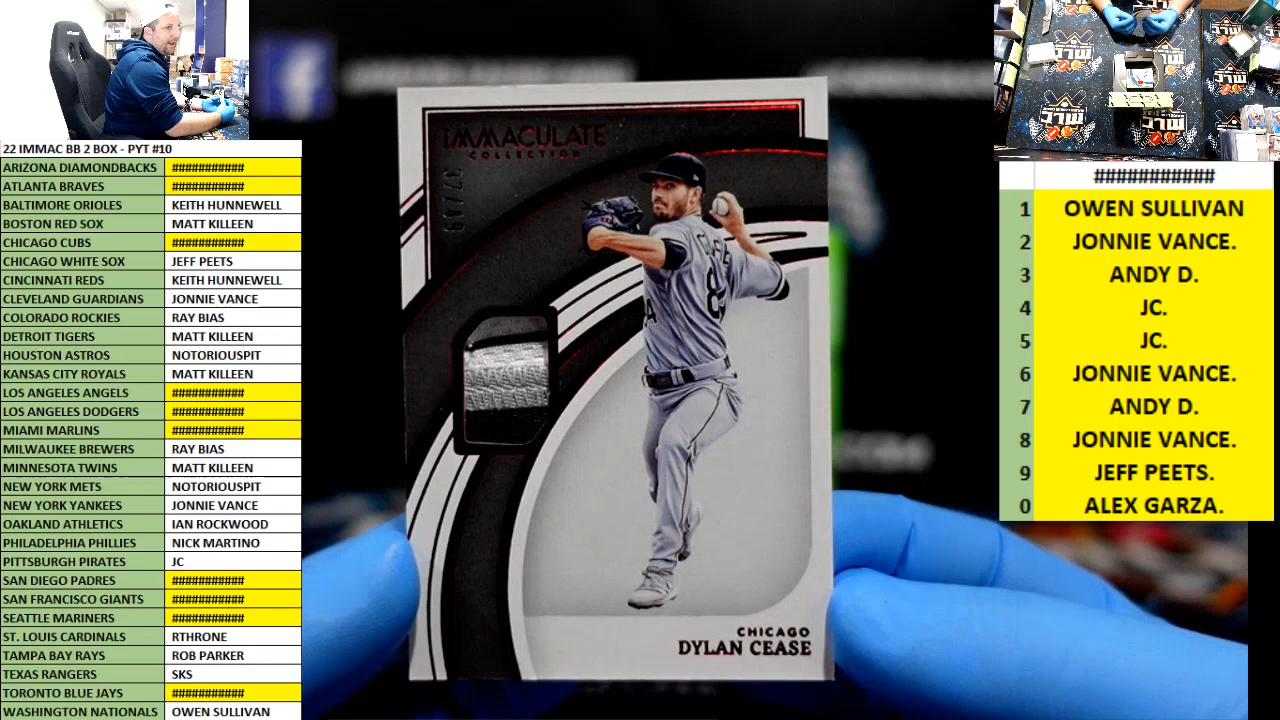 22 IMMAC BB 2 BOX - PYT #10
ARIZONA DIAMONDBACKS ###########
ATLANTA BRAVES ###########
BALTIMORE ORIOLES KEITH HUNNEWELL
BOSTON RED SOX MATT KILLEEN
CHICAGO CUBS ###########
CHICAGO WHITE SOX JEFF PEETS
CINCINNATI REDS KEITH HUNNEWELL
CLEVELAND GUARDIANS JONNIE VANCE
COLORADO ROCKIES RAY BIAS
DETROIT TIGERS MATT KILLEEN
HOUSTON ASTROS NOTORIOUSPIT
KANSAS CITY ROYALS MATT KILLEEN
LOS ANGELES ANGELS ###########
LOS ANGELES DODGERS ###########
MIAMI MARLINS ###########
MILWAUKEE BREWERS RAY BIAS
MINNESOTA TWINS MATT KILLEEN
NEW YORK METS NOTORIOUSPIT
NEW YORK YANKEES JONNIE VANCE
OAKLAND ATHLETICS IAN ROCKWOOD
PHILADELPHIA PHILLIES NICK MARTINO
PITTSBURGH PIRATES JC
SAN DIEGO PADRES ###########
SAN FRANCISCO GIANTS ###########
SEATTLE MARINERS ###########
ST. LOUIS CARDINALS RTHRONE
TAMPA BAY RAYS ROB PARKER
TEXAS RANGERS SKS
TORONTO BLUE JAYS ###########
WASHINGTON NATIONALS OWEN SULLIVAN
IMMACULATE
COLLECTION
37/49
CHICAGO
DYLAN CEASE
###########
1 OWEN SULLIVAN
2 JONNIE VANCE.
3 ANDY D.
4 JC.
5 JC.
6 JONNIE VANCE.
7 ANDY D.
8 JONNIE VANCE.
9 JEFF PEETS.
0 ALEX GARZA.